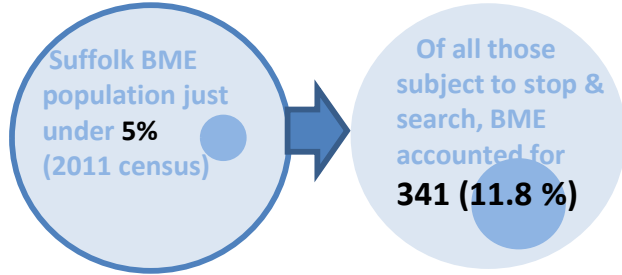 Suffolk BME
population just
under 5%
(2011 census)
Of all those
subject to stop &
search, BME
accounted for
341 (11.8 %)